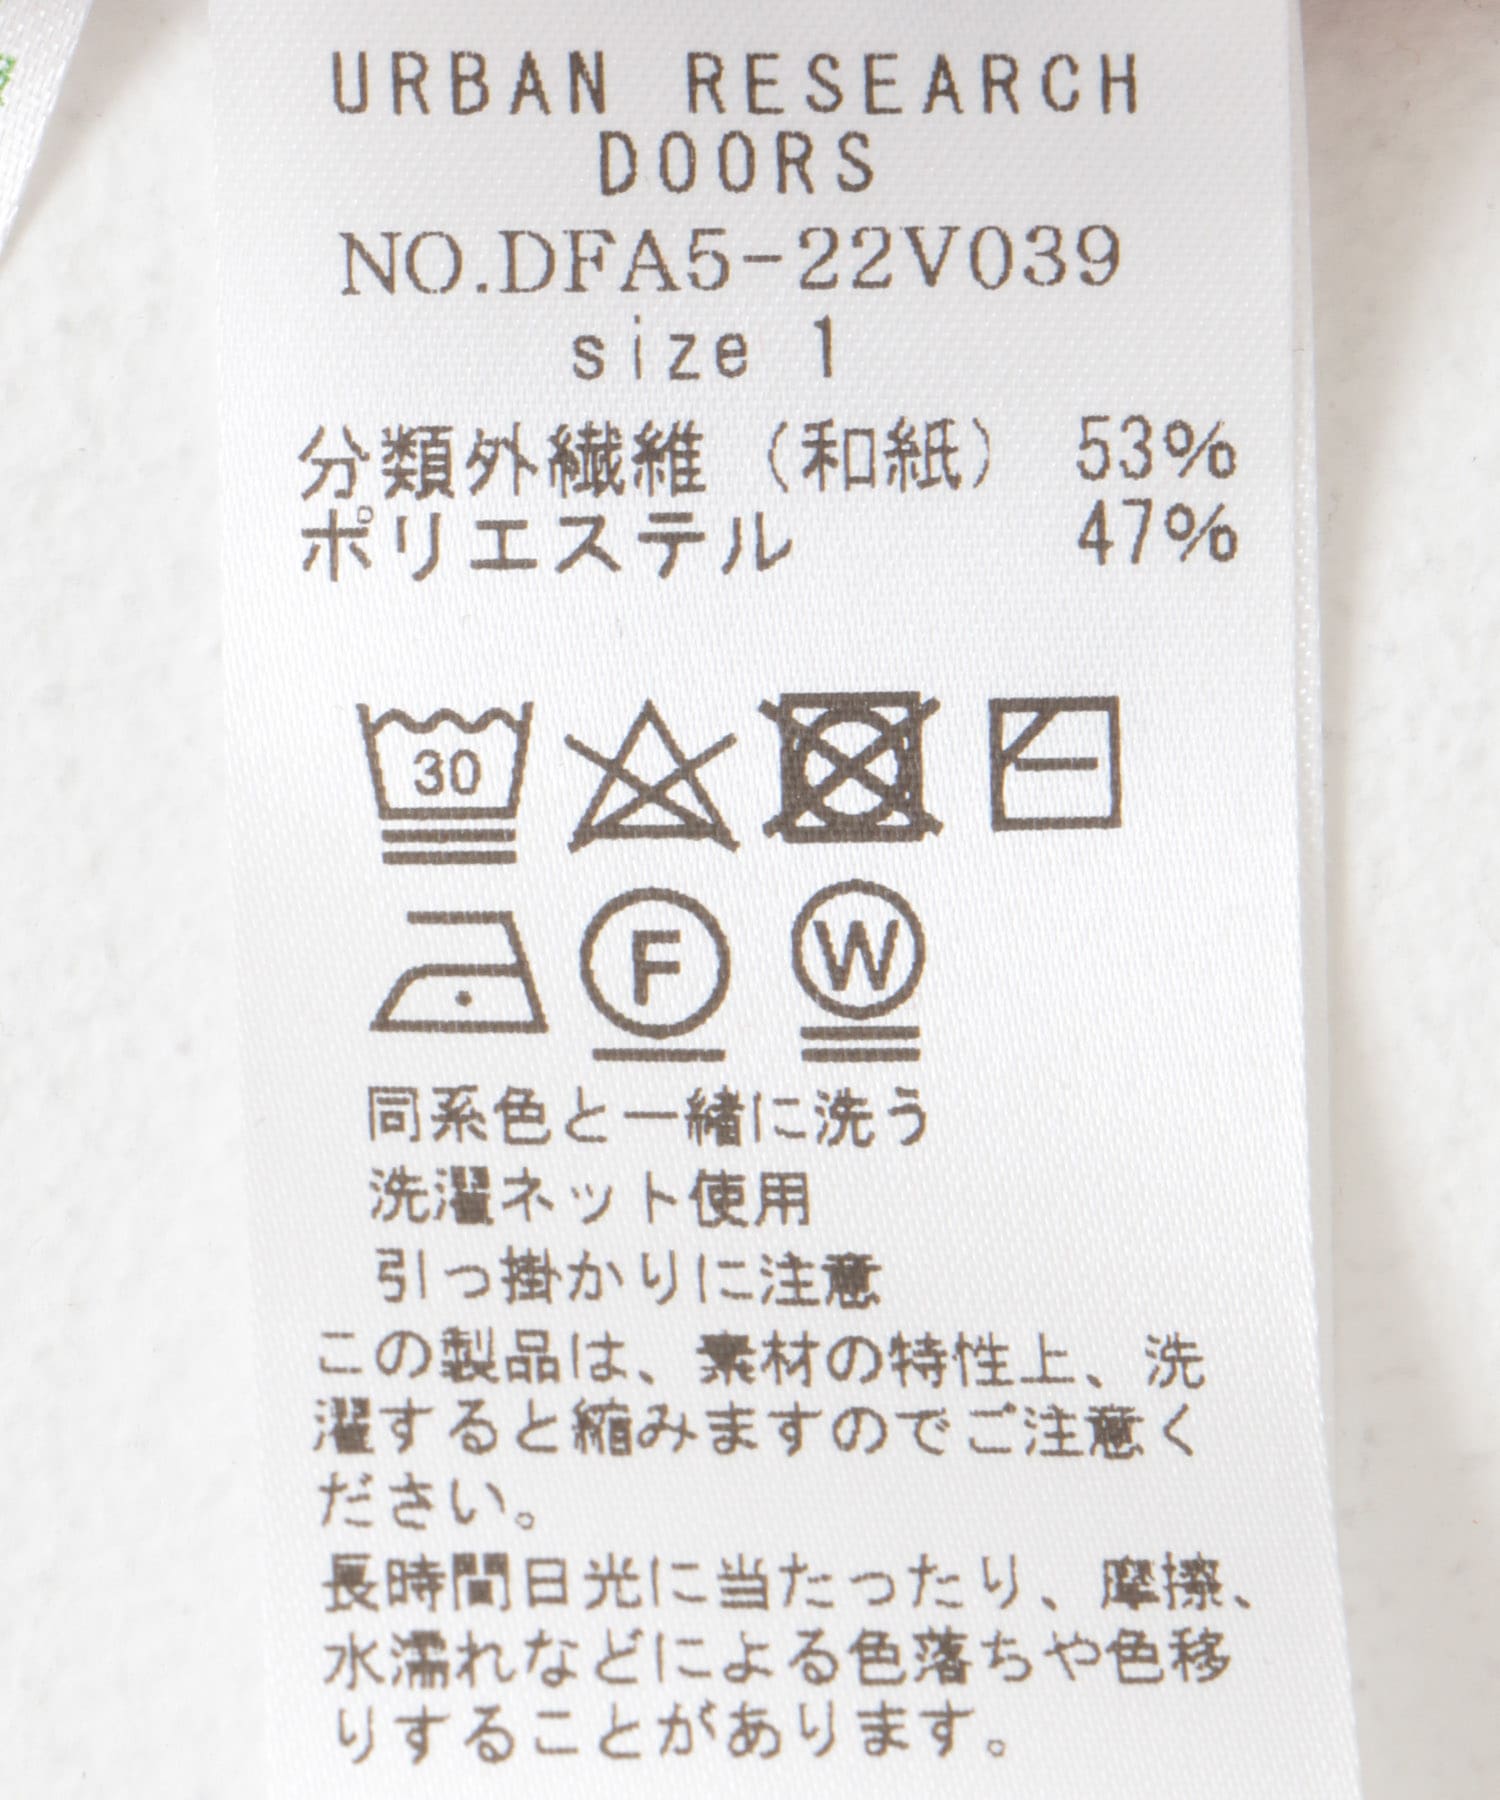 URBAN RESEARCH
DOORS
NO.DFA5-22V039
size 1
分類外繊維（和紙） 53%
ポリエステル 47%
30
F
W
同系色と一緒に洗う
洗濯ネット使用
引っ掛かりに注意
この製品は、素材の特性上、洗
濯すると縮みますのでご注意く
ださい。
長時間日光に当たったり、摩擦、
水濡れなどによる色落ちや色移
りすることがあります。